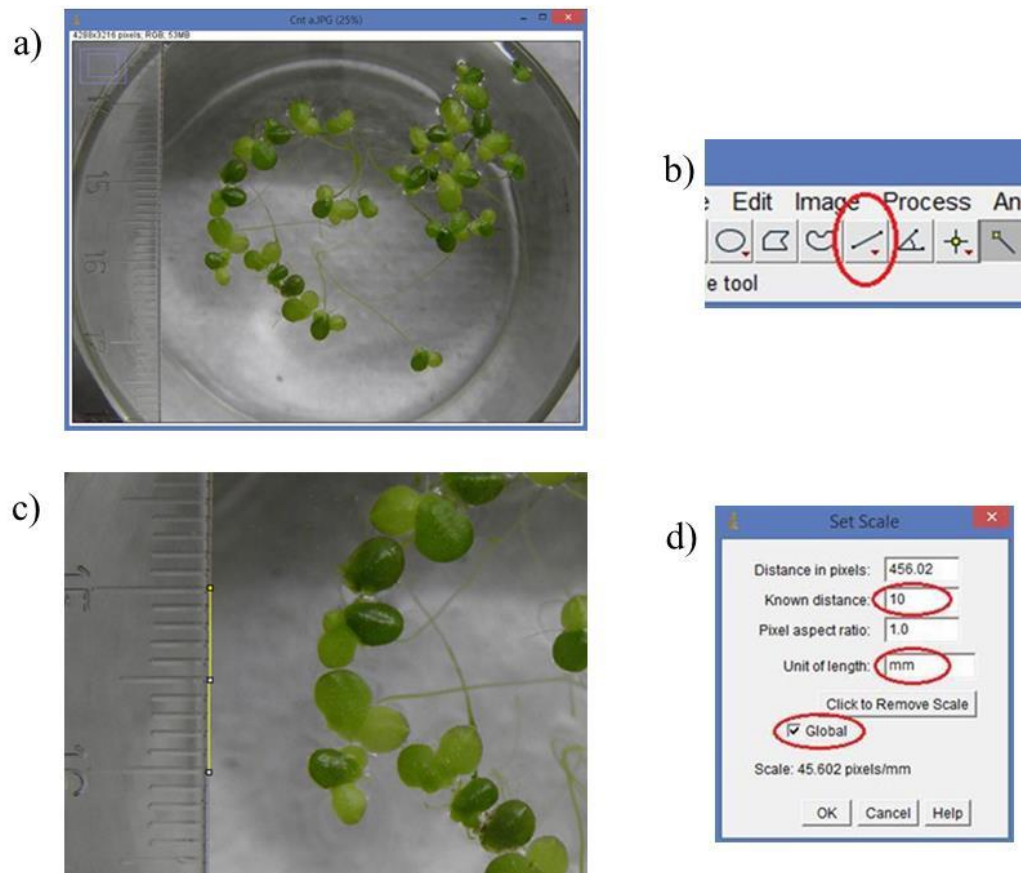 a)
Cnt a.JPG (25%)
4288x3216 pixels; RGB; 53MB
15
16
17
b)
Edit Image Process An
e tool
c)
d)
Set Scale
Distance in pixels: 456.02
Known distance: 10
Pixel aspect ratio: 1.0
Unit of length: mm
Click to Remove Scale
Global
Scale: 45.602 pixels/mm
OK Cancel Help